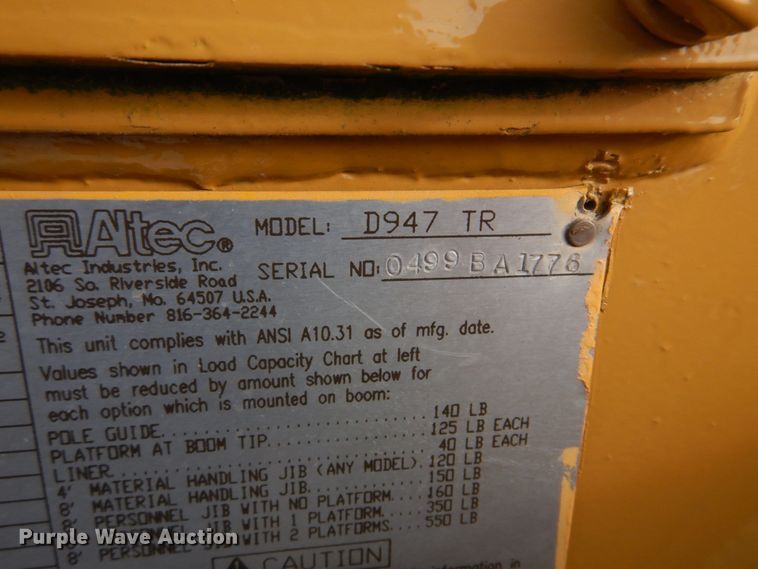 Altec®
MODEL: D947 TR
Altec Industries, Inc.
2106 So. Riverside Road
St. Joseph, Mo. 64507 U.S.A.
Phone Number 816-364-2244
SERIAL NO: 0499 BA1776
This unit complies with ANSI A10.31 as of mfg. date.
Values shown in Load Capacity Chart at left
must be reduced by amount shown below for
each option which is mounted on boom:
POLE GUIDE 140 LB
PLATFORM AT BOOM TIP 125 LB EACH
LINER 40 LB EACH
4' MATERIAL HANDLING JIB (ANY MODEL) 120 LB
8' MATERIAL HANDLING JIB 150 LB
8' PERSONNEL JIB WITH NO PLATFORM 160 LB
PERSONNEL JIB WITH 1 PLATFORM 350 LB
8' PERSONNEL JIB WITH 2 PLATFORMS 550 LB
CAUTION
information in
Purple Wave Auction